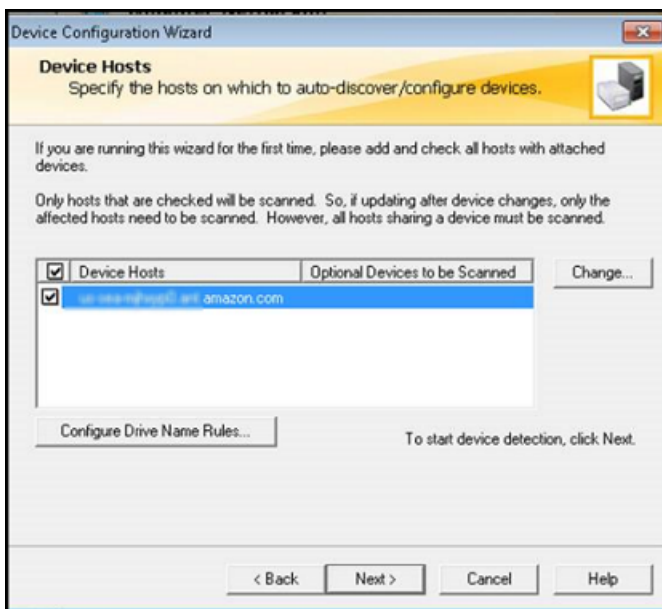 Device Configuration Wizard
Device Hosts
Specify the hosts on which to auto-discover/configure devices.
If you are running this wizard for the first time, please add and check all hosts with attached
devices.
Only hosts that are checked will be scanned.  So, if updating after device changes, only the
affected hosts need to be scanned.  However, all hosts sharing a device must be scanned.
Device Hosts Optional Devices to be Scanned Change...
amazon.com
Configure Drive Name Rules...
To start device detection, click Next.
< Back Next > Cancel Help